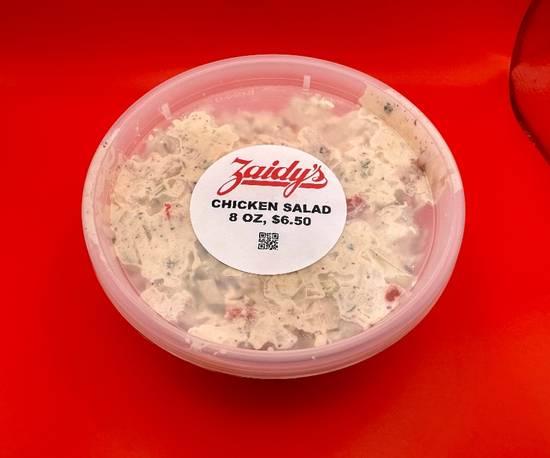 Zaidy's
CHICKEN SALAD
8 OZ, $6.50